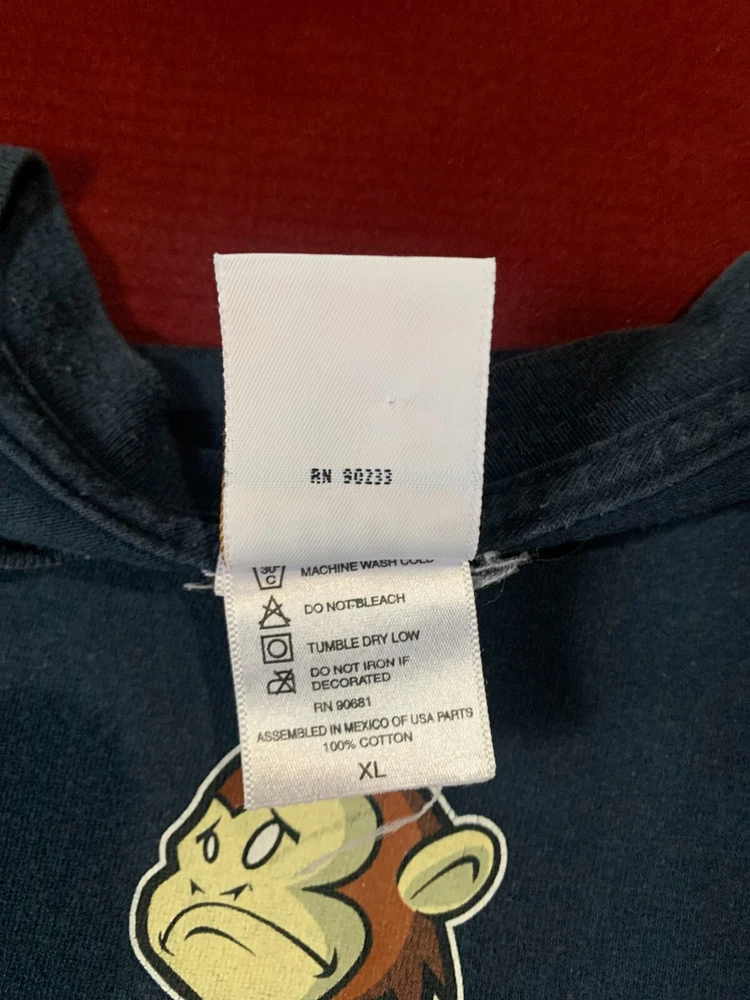 RN 90233
30°
C
MACHINE WASH COLD
DO NOT BLEACH
TUMBLE DRY LOW
DO NOT IRON IF
DECORATED
RN 90681
ASSEMBLED IN MEXICO OF USA PARTS
100% COTTON
XL